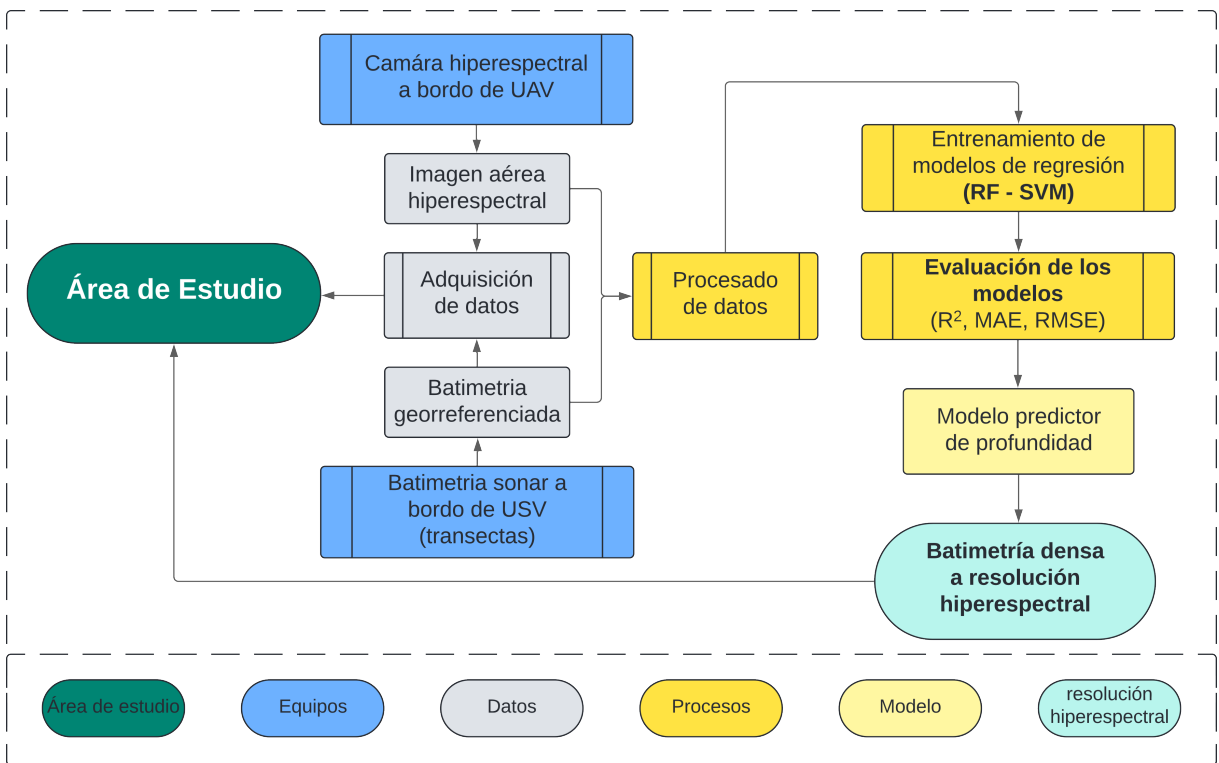 Camára hiperespectral
a bordo de UAV
Imagen aérea
hiperespectral
Área de Estudio
Adquisición
de datos
Batimetria
georreferenciada
Batimetria sonar a
bordo de USV
(transectas)
Procesado
de datos
Entrenamiento de
modelos de regresión
(RF - SVM)
Evaluación de los
modelos
(R², MAE, RMSE)
Modelo predictor
de profundidad
Batimetría densa
a resolución
hiperespectral
Área de estudio
Equipos
Datos
Procesos
Modelo
resolución
hiperespectral